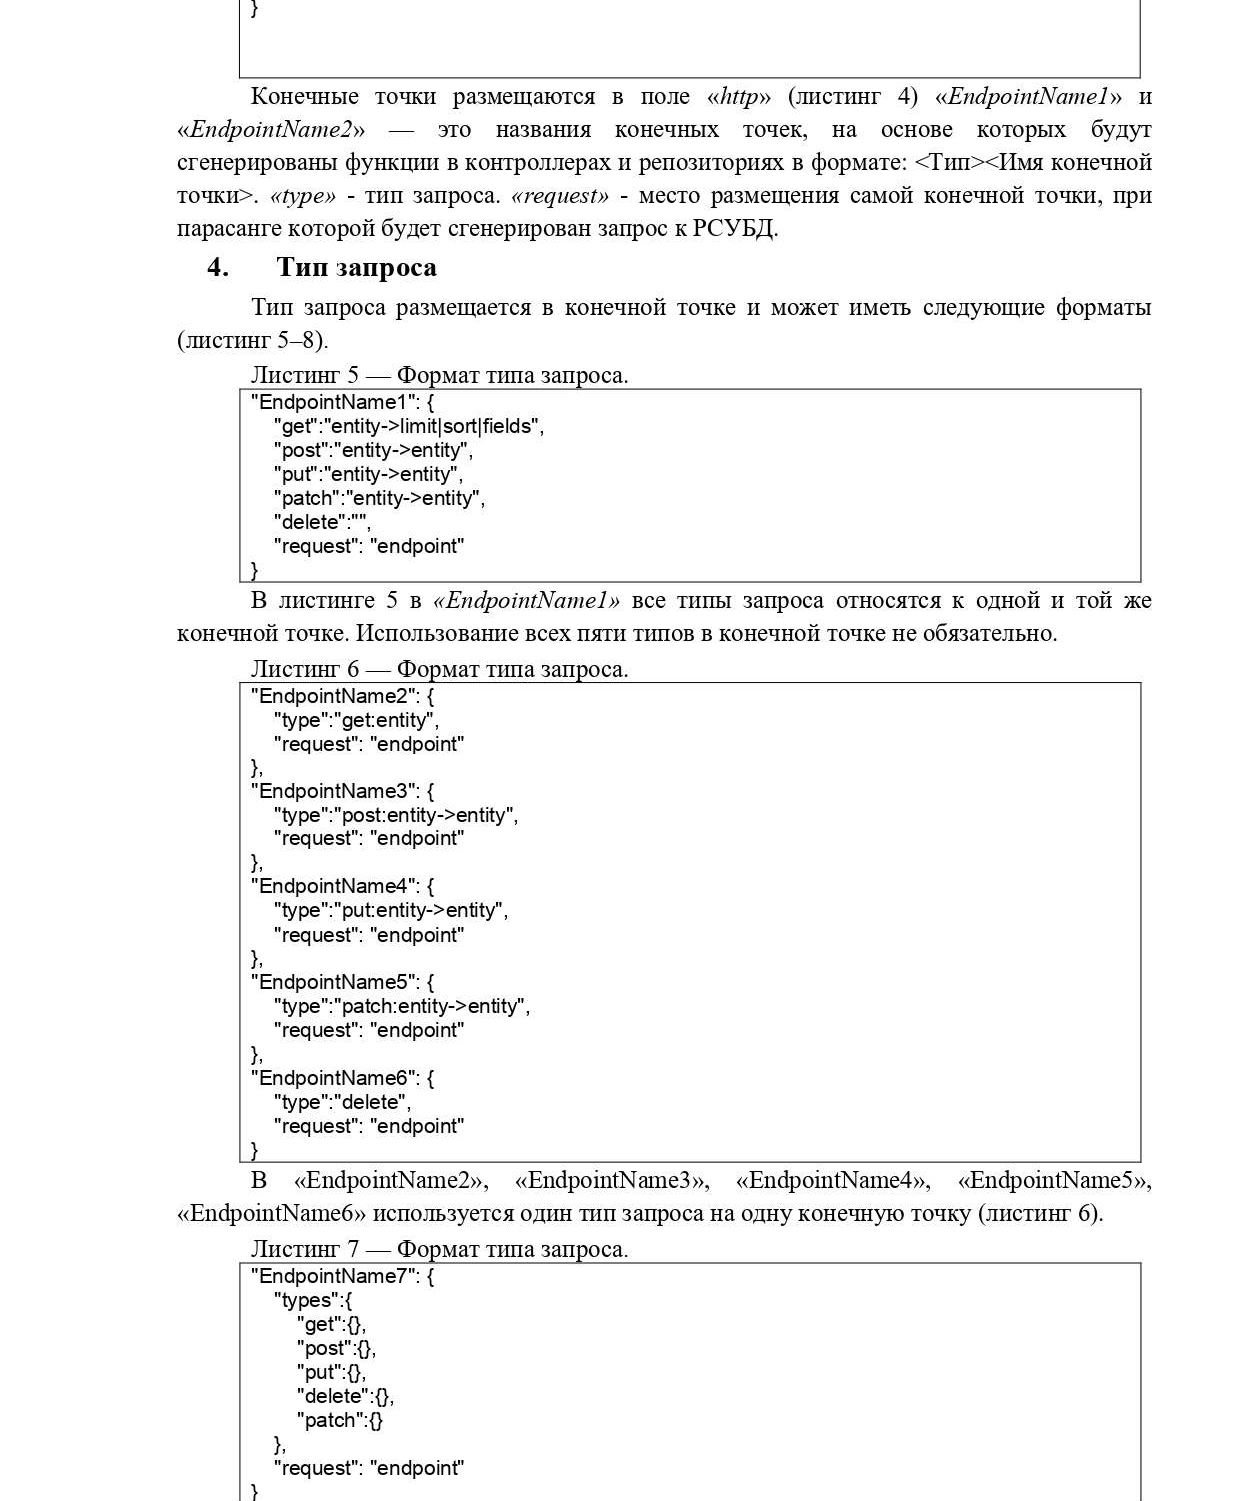 }
Конечные точки размещаются в поле «http» (листинг 4) «EndpointName1» и
«EndpointName2» — это названия конечных точек, на основе которых будут
сгенерированы функции в контроллерах и репозиториях в формате: <Тип><Имя конечной
точки>. «type» - тип запроса. «request» - место размещения самой конечной точки, при
парасанге которой будет сгенерирован запрос к РСУБД.
4. Тип запроса
Тип запроса размещается в конечной точке и может иметь следующие форматы
(листинг 5–8).
Листинг 5 — Формат типа запроса.
"EndpointName1": {
"get":"entity->limit|sort|fields",
"post":"entity->entity",
"put":"entity->entity",
"patch":"entity->entity",
"delete":"",
"request": "endpoint"
}
В листинге 5 в «EndpointName1» все типы запроса относятся к одной и той же
конечной точке. Использование всех пяти типов в конечной точке не обязательно.
Листинг 6 — Формат типа запроса.
"EndpointName2": {
"type":"get:entity",
"request": "endpoint"
},
"EndpointName3": {
"type":"post:entity->entity",
"request": "endpoint"
},
"EndpointName4": {
"type":"put:entity->entity",
"request": "endpoint"
},
"EndpointName5": {
"type":"patch:entity->entity",
"request": "endpoint"
},
"EndpointName6": {
"type":"delete",
"request": "endpoint"
}
В «EndpointName2», «EndpointName3», «EndpointName4», «EndpointName5»,
«EndpointName6» используется один тип запроса на одну конечную точку (листинг 6).
Листинг 7 — Формат типа запроса.
"EndpointName7": {
"types":{
"get":{},
"post":{},
"put":{},
"delete":{},
"patch":{}
},
"request": "endpoint"
}